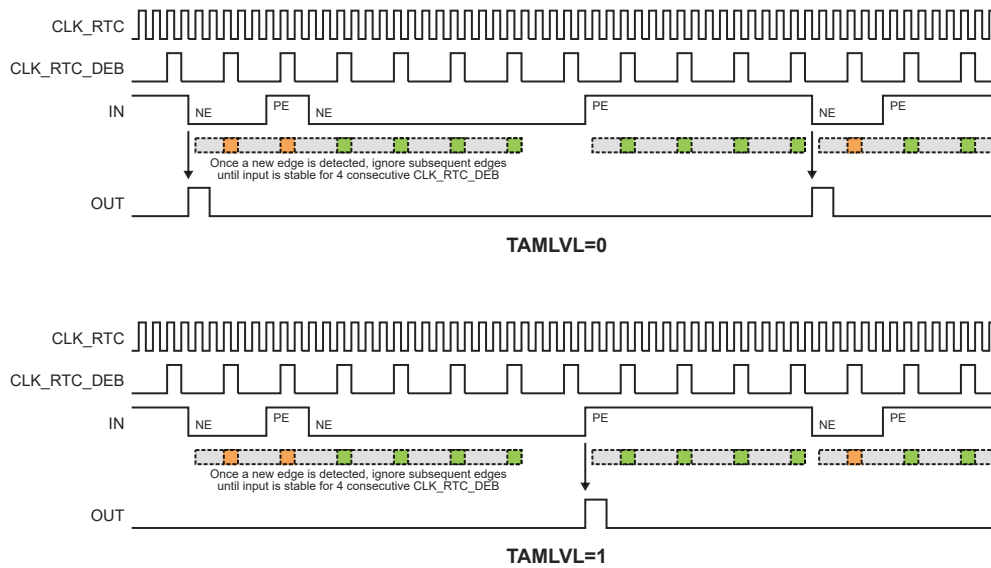 CLK_RTC
CLK_RTC_DEB
IN
NE
PE
NE
PE
NE
PE
Once a new edge is detected, ignore subsequent edges
until input is stable for 4 consecutive CLK_RTC_DEB
OUT
TAMLVL=0
CLK_RTC
CLK_RTC_DEB
IN
NE
PE
NE
PE
NE
PE
Once a new edge is detected, ignore subsequent edges
until input is stable for 4 consecutive CLK_RTC_DEB
OUT
TAMLVL=1